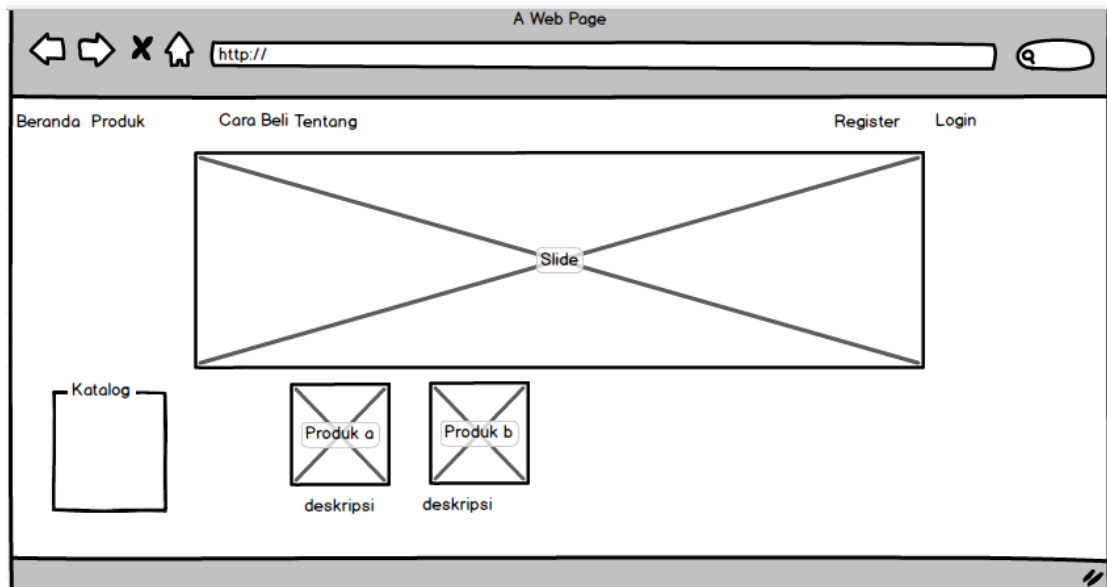 A Web Page
http://
Beranda Produk Cara Beli Tentang Register Login
Slide
Katalog
Produk a Produk b
deskripsi deskripsi